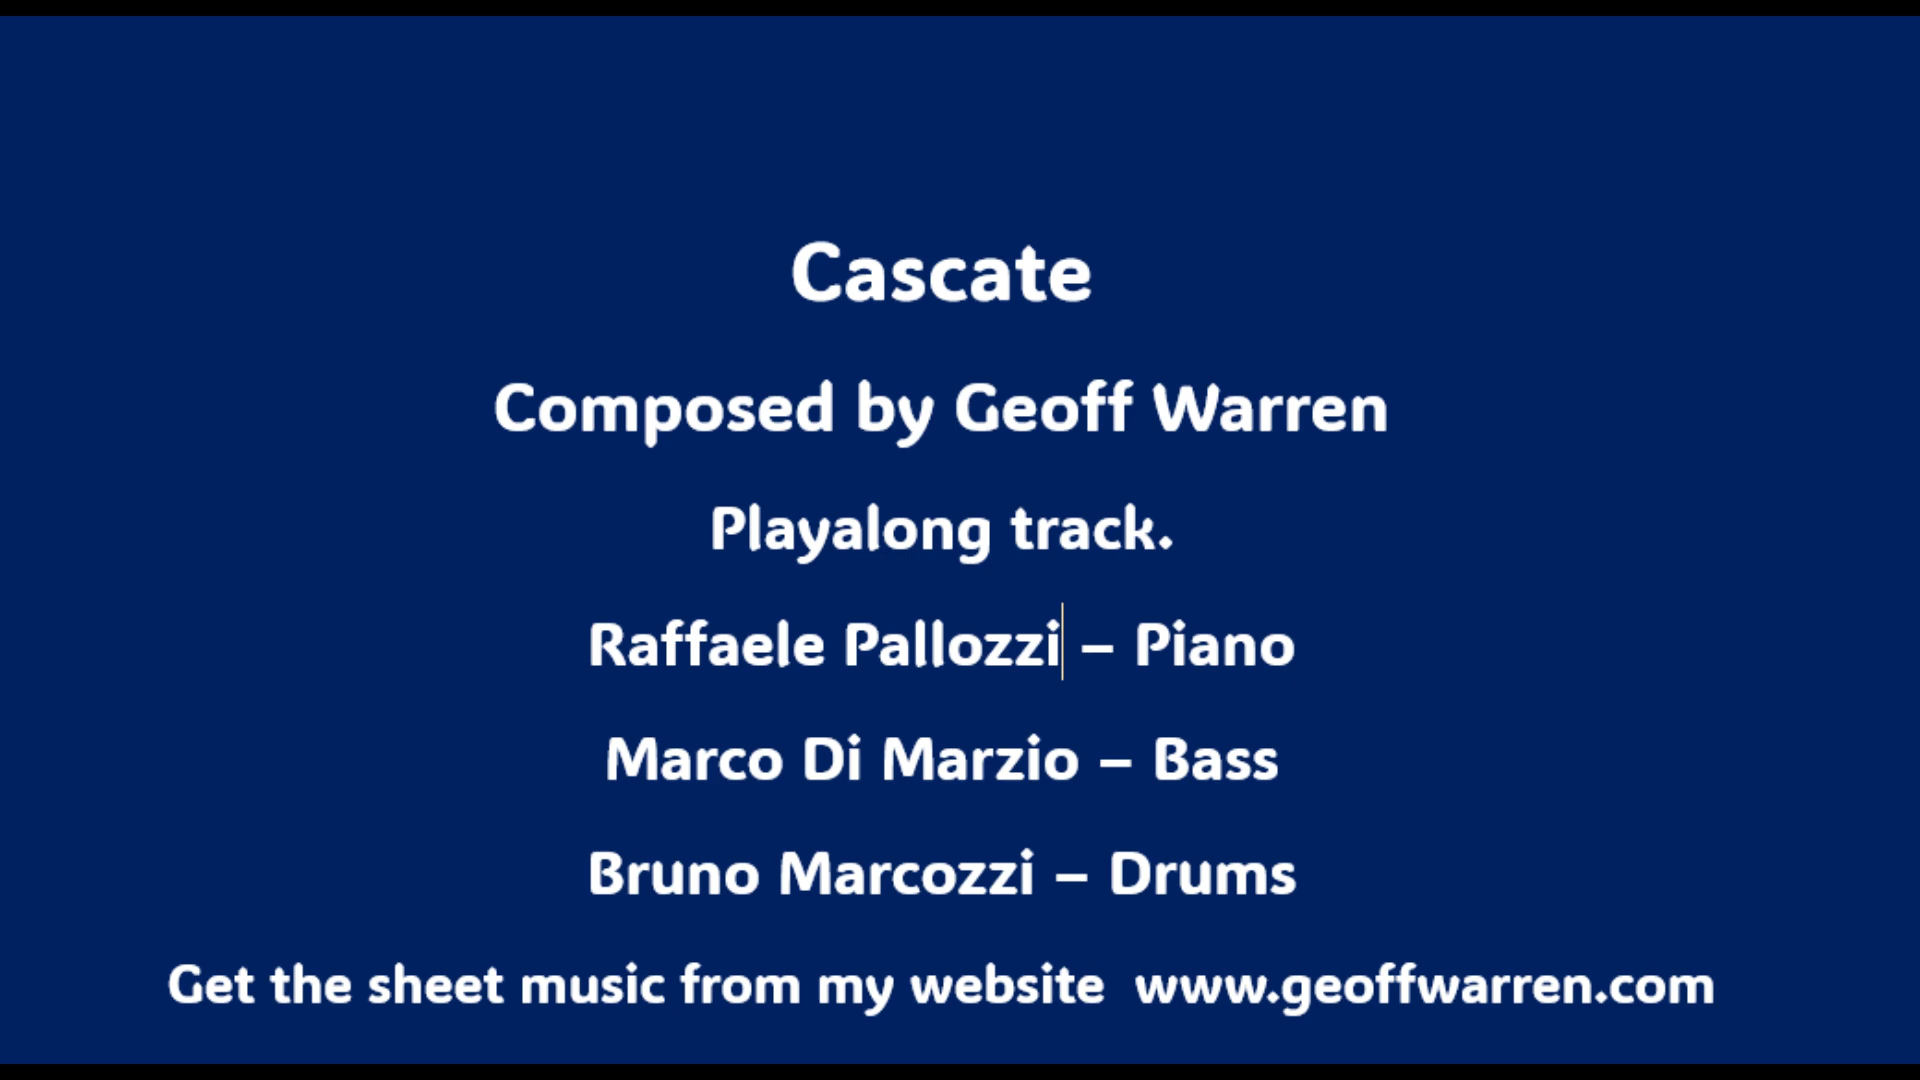 Cascate
Composed by Geoff Warren
Playalong track.
Raffaele Pallozzi – Piano
Marco Di Marzio – Bass
Bruno Marcozzi – Drums
Get the sheet music from my website  www.geoffwarren.com